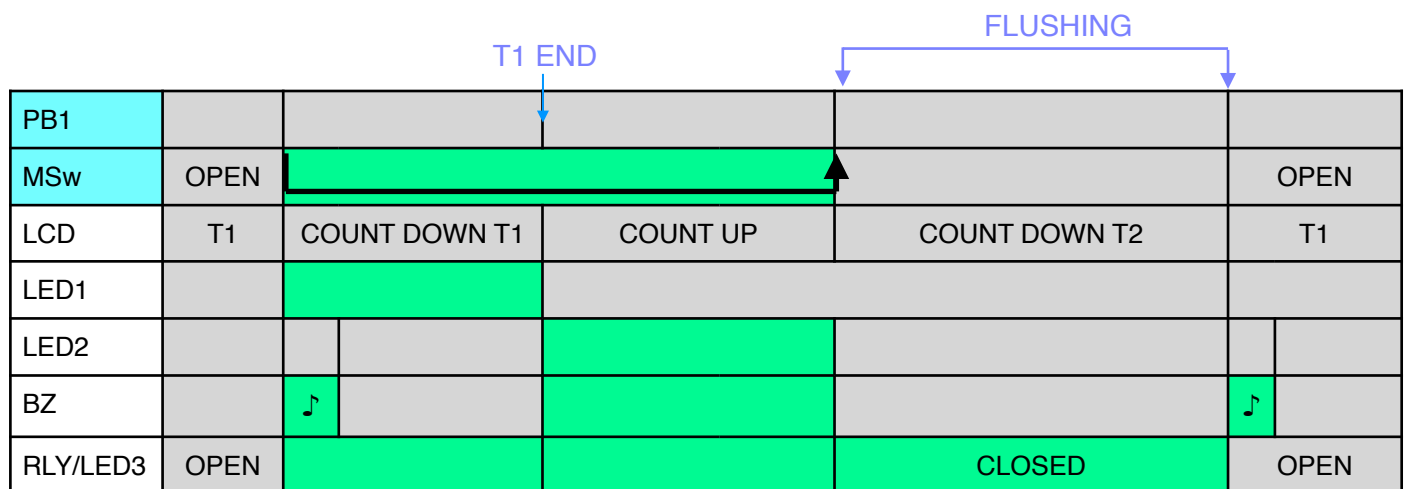 FLUSHING
T1 END
PB1
MSw OPEN OPEN
LCD T1 COUNT DOWN T1 COUNT UP COUNT DOWN T2 T1
LED1
LED2
BZ ♪ ♪
RLY/LED3 OPEN CLOSED OPEN